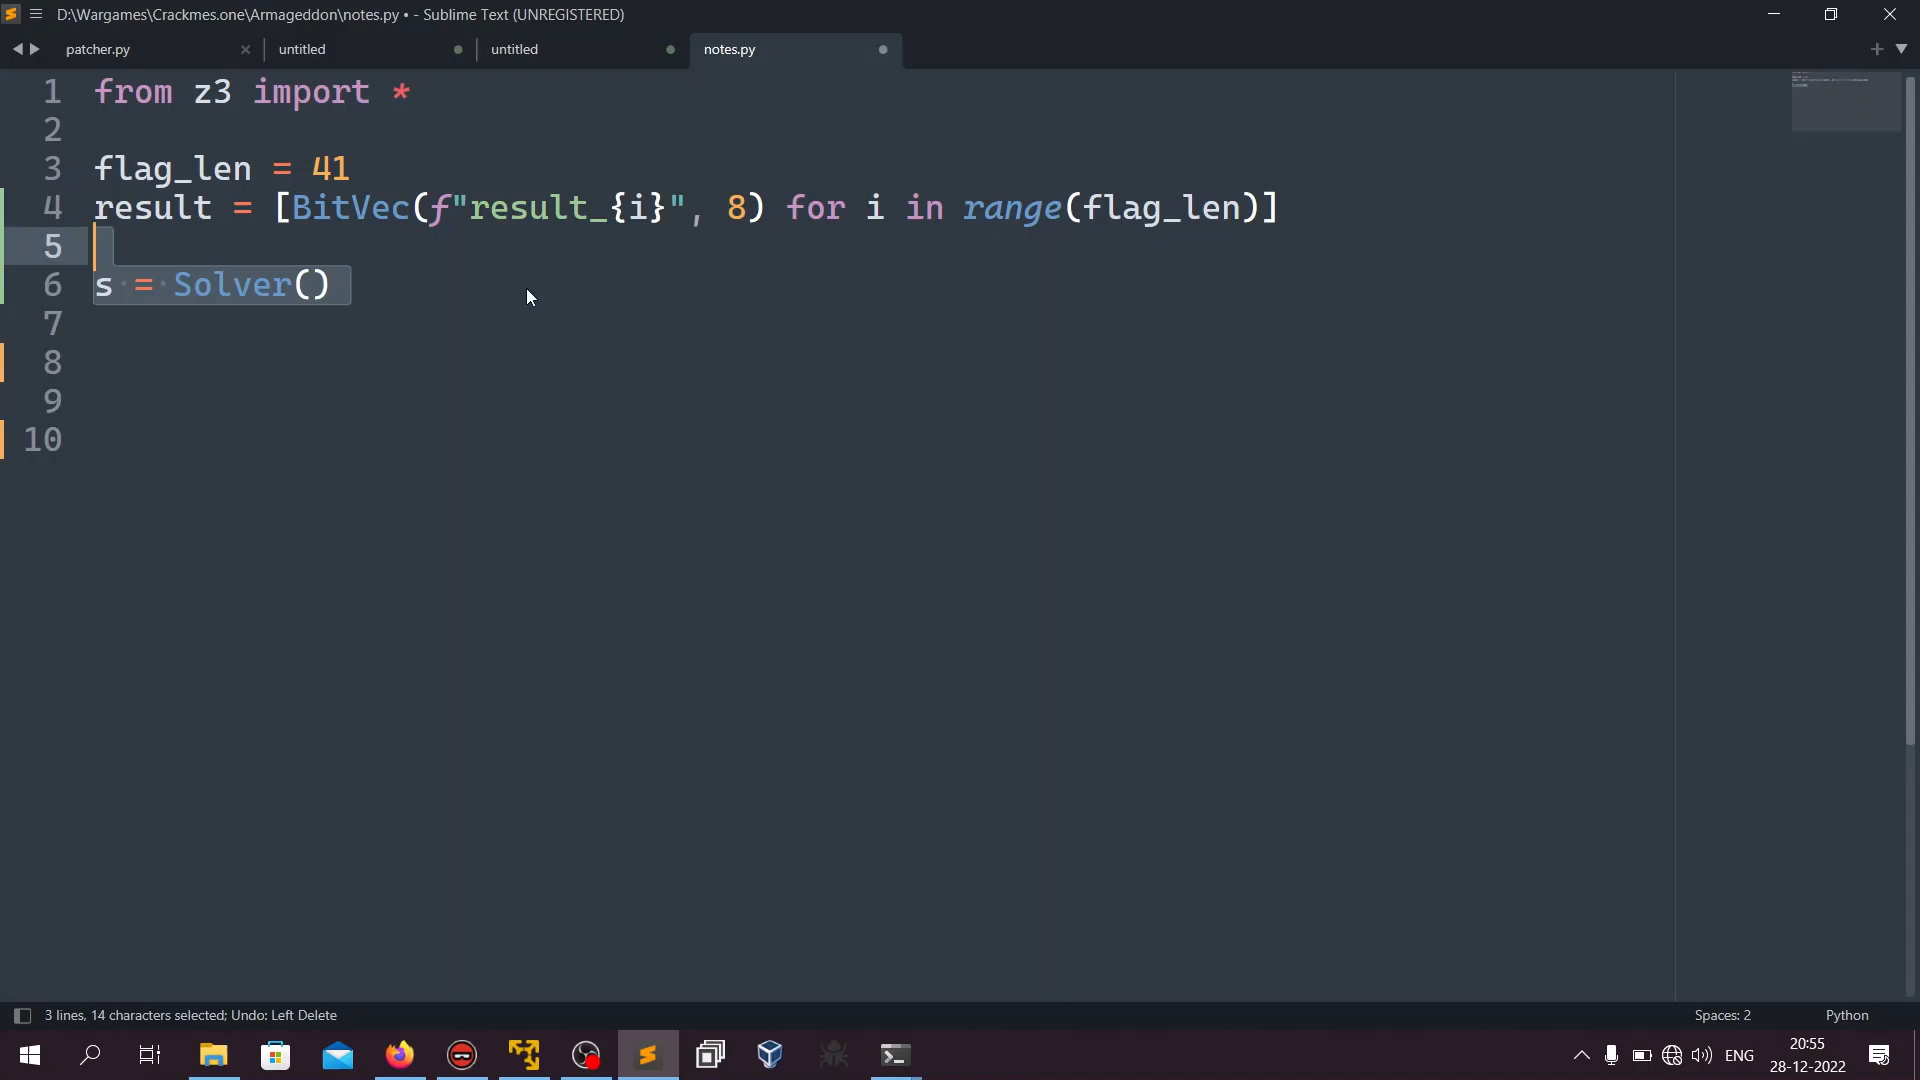 D:\Wargames\Crackmes.one\Armageddon\notes.py • - Sublime Text (UNREGISTERED)
patcher.py
untitled
untitled
notes.py
1 from z3 import *
2
3 flag_len = 41
4 result = [BitVec(f"result_{i}", 8) for i in range(flag_len)]
5
6 s = Solver()
7
8
9
10
3 lines, 14 characters selected; Undo: Left Delete
Spaces: 2
Python
ENG
20:55
28-12-2022